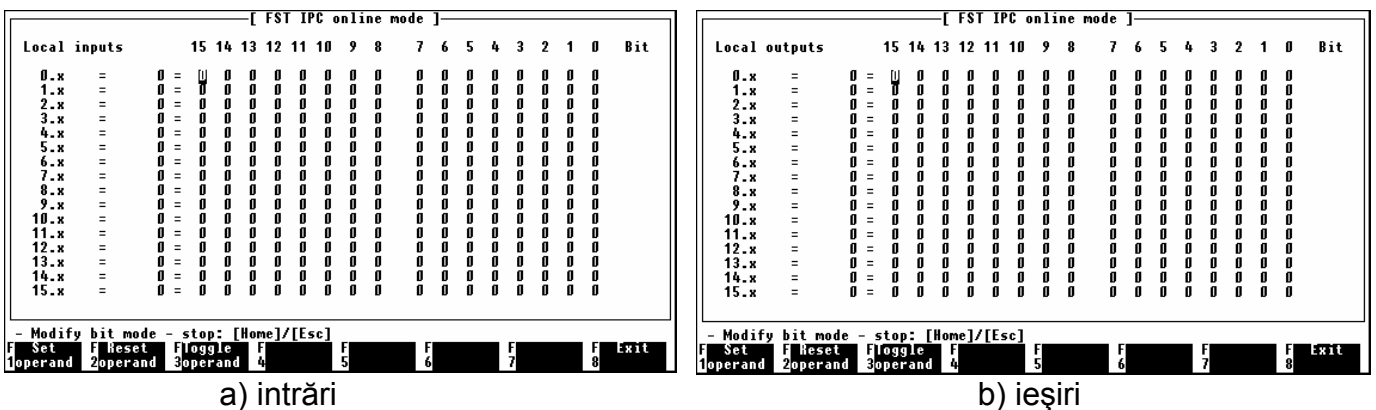 [ FST IPC online mode ]
Local inputs 15 14 13 12 11 10 9 8 7 6 5 4 3 2 1 0 Bit
0.x = 0 = 0 0 0 0 0 0 0 0 0 0 0 0 0 0 0 0
1.x = 0 = 0 0 0 0 0 0 0 0 0 0 0 0 0 0 0 0
2.x = 0 = 0 0 0 0 0 0 0 0 0 0 0 0 0 0 0 0
3.x = 0 = 0 0 0 0 0 0 0 0 0 0 0 0 0 0 0 0
4.x = 0 = 0 0 0 0 0 0 0 0 0 0 0 0 0 0 0 0
5.x = 0 = 0 0 0 0 0 0 0 0 0 0 0 0 0 0 0 0
6.x = 0 = 0 0 0 0 0 0 0 0 0 0 0 0 0 0 0 0
7.x = 0 = 0 0 0 0 0 0 0 0 0 0 0 0 0 0 0 0
8.x = 0 = 0 0 0 0 0 0 0 0 0 0 0 0 0 0 0 0
9.x = 0 = 0 0 0 0 0 0 0 0 0 0 0 0 0 0 0 0
10.x = 0 = 0 0 0 0 0 0 0 0 0 0 0 0 0 0 0 0
11.x = 0 = 0 0 0 0 0 0 0 0 0 0 0 0 0 0 0 0
12.x = 0 = 0 0 0 0 0 0 0 0 0 0 0 0 0 0 0 0
13.x = 0 = 0 0 0 0 0 0 0 0 0 0 0 0 0 0 0 0
14.x = 0 = 0 0 0 0 0 0 0 0 0 0 0 0 0 0 0 0
15.x = 0 = 0 0 0 0 0 0 0 0 0 0 0 0 0 0 0 0
- Modify bit mode - stop: [Home]/[Esc]
F Set F Reset F Toggle F F F F F Exit
1 operand 2 operand 3 operand 4 5 6 7 8
a) intrări
[ FST IPC online mode ]
Local outputs 15 14 13 12 11 10 9 8 7 6 5 4 3 2 1 0 Bit
0.x = 0 = 0 0 0 0 0 0 0 0 0 0 0 0 0 0 0 0
1.x = 0 = 0 0 0 0 0 0 0 0 0 0 0 0 0 0 0 0
2.x = 0 = 0 0 0 0 0 0 0 0 0 0 0 0 0 0 0 0
3.x = 0 = 0 0 0 0 0 0 0 0 0 0 0 0 0 0 0 0
4.x = 0 = 0 0 0 0 0 0 0 0 0 0 0 0 0 0 0 0
5.x = 0 = 0 0 0 0 0 0 0 0 0 0 0 0 0 0 0 0
6.x = 0 = 0 0 0 0 0 0 0 0 0 0 0 0 0 0 0 0
7.x = 0 = 0 0 0 0 0 0 0 0 0 0 0 0 0 0 0 0
8.x = 0 = 0 0 0 0 0 0 0 0 0 0 0 0 0 0 0 0
9.x = 0 = 0 0 0 0 0 0 0 0 0 0 0 0 0 0 0 0
10.x = 0 = 0 0 0 0 0 0 0 0 0 0 0 0 0 0 0 0
11.x = 0 = 0 0 0 0 0 0 0 0 0 0 0 0 0 0 0 0
12.x = 0 = 0 0 0 0 0 0 0 0 0 0 0 0 0 0 0 0
13.x = 0 = 0 0 0 0 0 0 0 0 0 0 0 0 0 0 0 0
14.x = 0 = 0 0 0 0 0 0 0 0 0 0 0 0 0 0 0 0
15.x = 0 = 0 0 0 0 0 0 0 0 0 0 0 0 0 0 0 0
- Modify bit mode - stop: [Home]/[Esc]
F Set F Reset F Toggle F F F F F Exit
1 operand 2 operand 3 operand 4 5 6 7 8
b) ieşiri